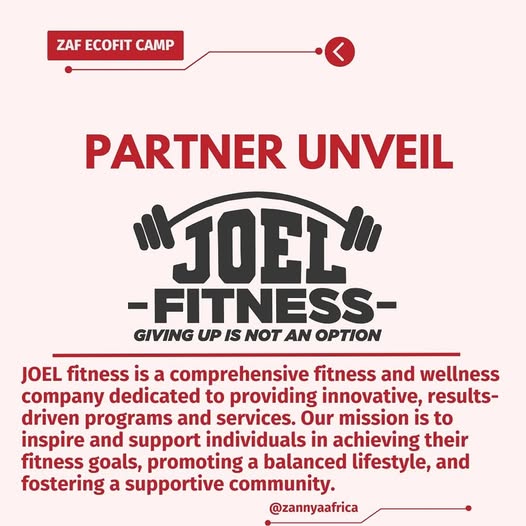 ZAF ECOFIT CAMP
PARTNER UNVEIL
JOEL
-FITNESS-
GIVING UP IS NOT AN OPTION
JOEL fitness is a comprehensive fitness and wellness
company dedicated to providing innovative, results-
driven programs and services. Our mission is to
inspire and support individuals in achieving their
fitness goals, promoting a balanced lifestyle, and
fostering a supportive community.
@zannyaafrica